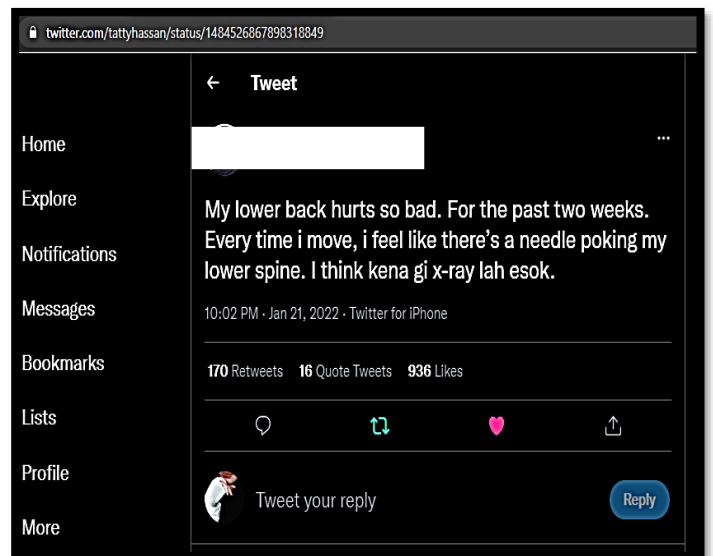 twitter.com/tattyhassan/status/1484526867898318849
Tweet
Home
Explore
Notifications
Messages
Bookmarks
Lists
Profile
More
My lower back hurts so bad. For the past two weeks.
Every time i move, i feel like there's a needle poking my
lower spine. I think kena gi x-ray lah esok.
10:02 PM · Jan 21, 2022 · Twitter for iPhone
170 Retweets 16 Quote Tweets 936 Likes
Tweet your reply
Reply